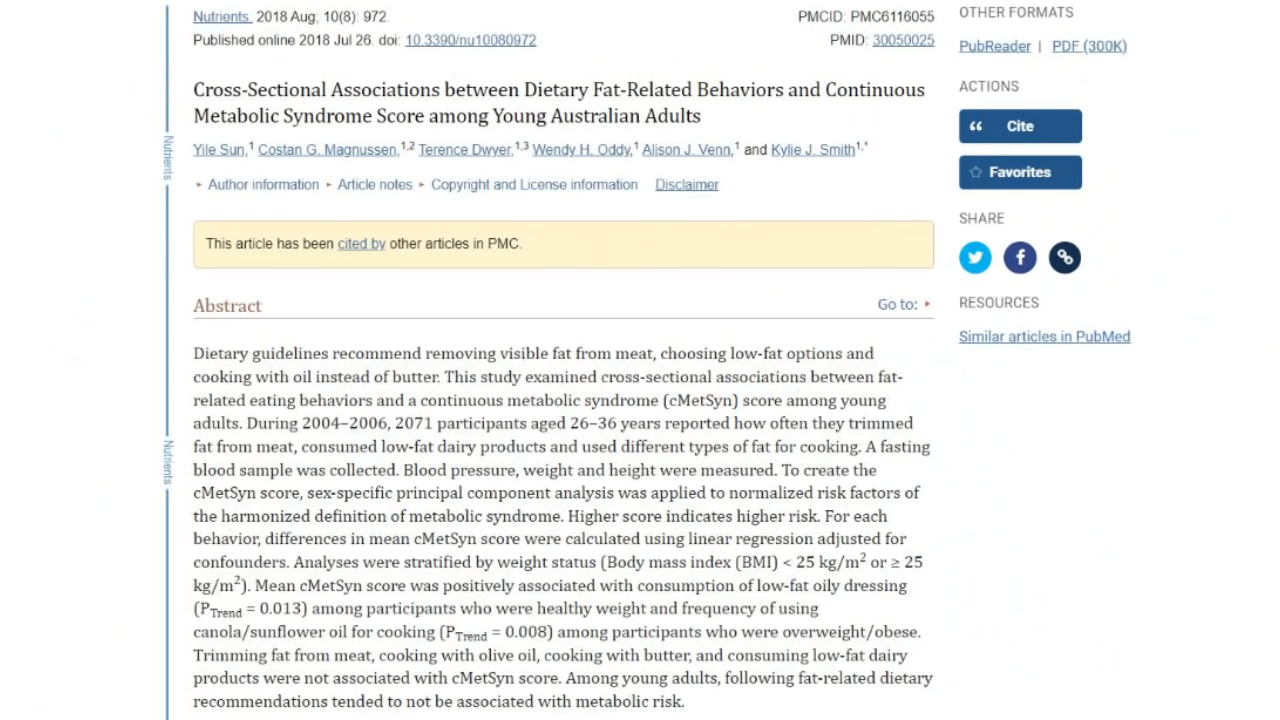 Nutrients. 2018 Aug; 10(8): 972.
PMCID: PMC6116055
Published online 2018 Jul 26. doi: 10.3390/nu10080972
PMID: 30050025
Cross-Sectional Associations between Dietary Fat-Related Behaviors and Continuous
Metabolic Syndrome Score among Young Australian Adults
Yile Sun,1 Costan G. Magnussen,1,2 Terence Dwyer,1,3 Wendy H. Oddy,1 Alison J. Venn,1 and Kylie J. Smith1,*
▸ Author information ▸ Article notes ▸ Copyright and License information Disclaimer
This article has been cited by other articles in PMC.
Abstract
Go to: ▸
Dietary guidelines recommend removing visible fat from meat, choosing low-fat options and
cooking with oil instead of butter. This study examined cross-sectional associations between fat-
related eating behaviors and a continuous metabolic syndrome (cMetSyn) score among young
adults. During 2004–2006, 2071 participants aged 26–36 years reported how often they trimmed
fat from meat, consumed low-fat dairy products and used different types of fat for cooking. A fasting
blood sample was collected. Blood pressure, weight and height were measured. To create the
cMetSyn score, sex-specific principal component analysis was applied to normalized risk factors of
the harmonized definition of metabolic syndrome. Higher score indicates higher risk. For each
behavior, differences in mean cMetSyn score were calculated using linear regression adjusted for
confounders. Analyses were stratified by weight status (Body mass index (BMI) < 25 kg/m2 or ≥ 25
kg/m2). Mean cMetSyn score was positively associated with consumption of low-fat oily dressing
(PTrend = 0.013) among participants who were healthy weight and frequency of using
canola/sunflower oil for cooking (PTrend = 0.008) among participants who were overweight/obese.
Trimming fat from meat, cooking with olive oil, cooking with butter, and consuming low-fat dairy
products were not associated with cMetSyn score. Among young adults, following fat-related dietary
recommendations tended to not be associated with metabolic risk.
Nutrients
Nutrients
OTHER FORMATS
PubReader | PDF (300K)
ACTIONS
Cite
Favorites
SHARE
RESOURCES
Similar articles in PubMed